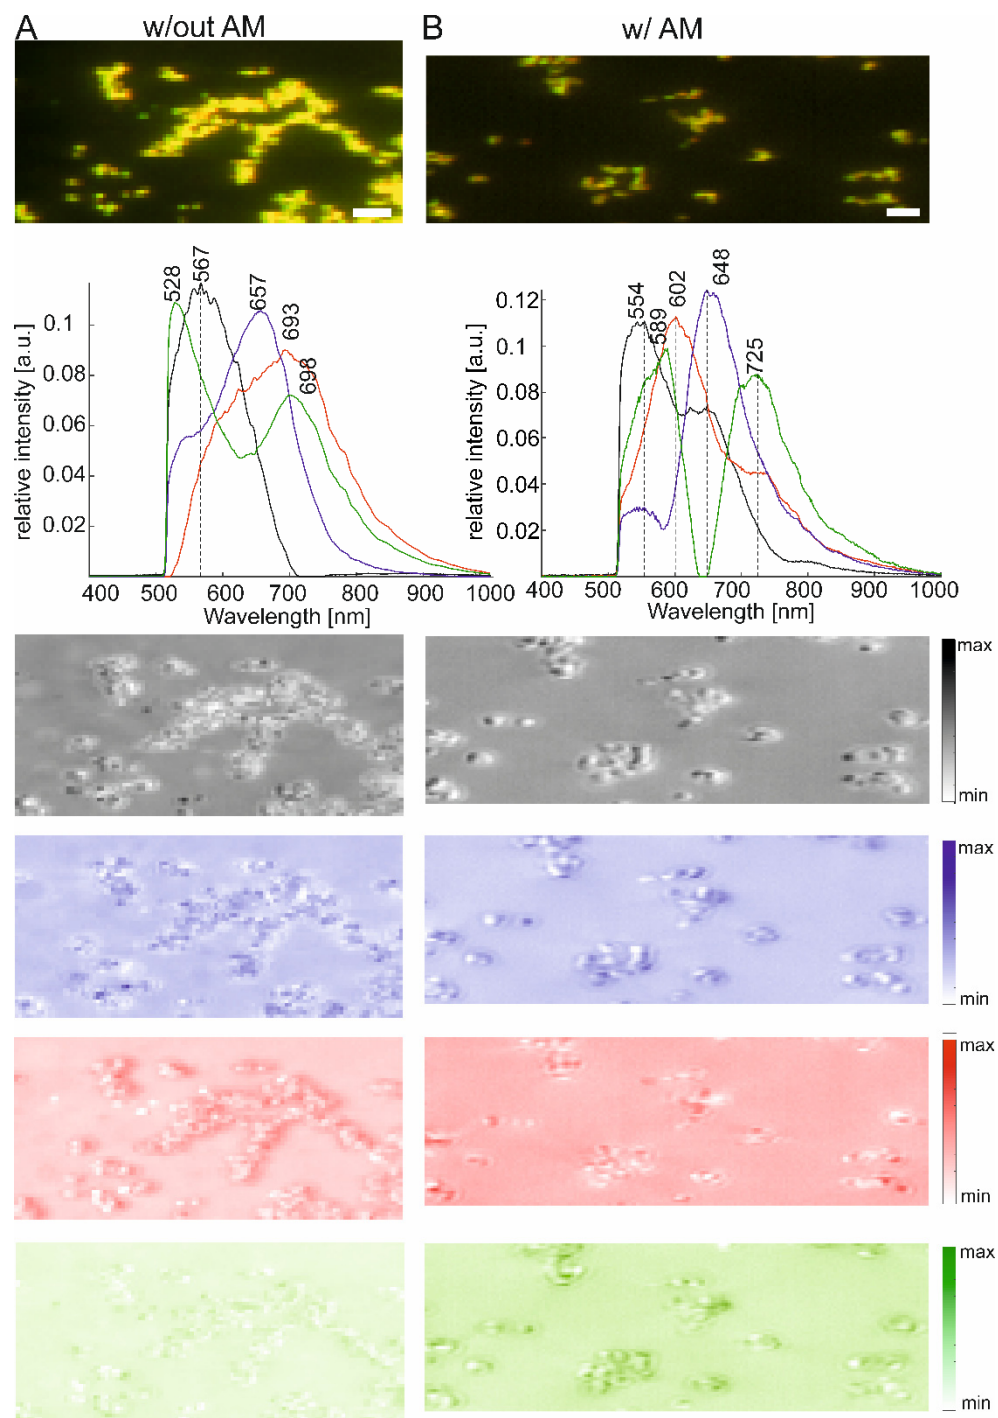 A w/out AM B w/ AM
528 567 657 693 698
0.1
0.08
0.06
0.04
0.02
relative intensity [a.u.]
400 500 600 700 800 900 1000
Wavelength [nm]
554 589 602 648 725
0.12
0.1
0.08
0.06
0.04
0.02
relative intensity [a.u.]
400 500 600 700 800 900 1000
Wavelength [nm]
max
min
max
min
max
min
max
min